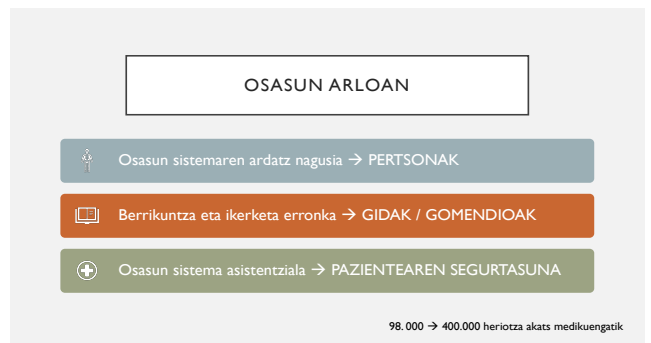 OSASUN ARLOAN
Osasun sistemaren ardatz nagusia → PERTSONAK
Berrikuntza eta ikerketa erronka → GIDAK / GOMENDIOAK
Osasun sistema asistentziala → PAZIENTEAREN SEGURTASUNA
98.000 → 400.000 heriotza akats medikuengatik